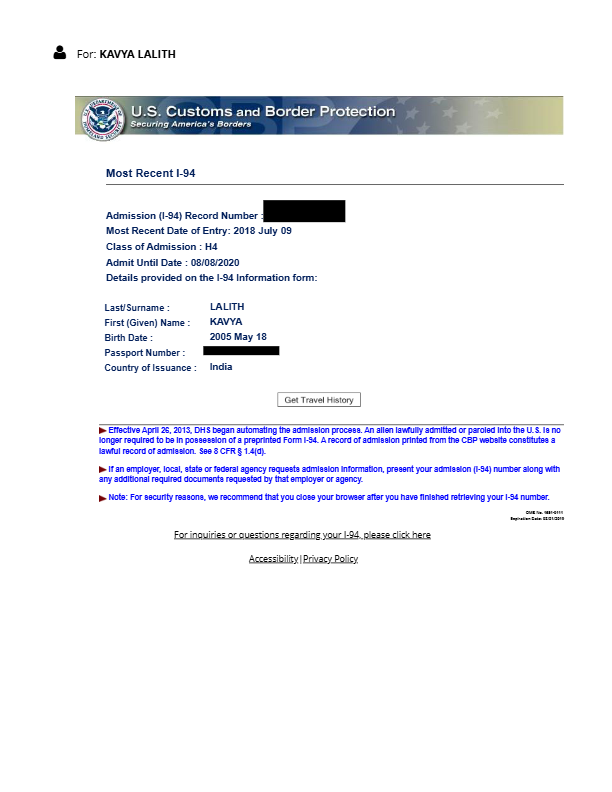 For: KAVYA LALITH
U.S. Customs and Border Protection
Securing America's Borders
Most Recent I-94
Admission (I-94) Record Number :
Most Recent Date of Entry: 2018 July 09
Class of Admission : H4
Admit Until Date : 08/08/2020
Details provided on the I-94 Information form:
Last/Surname : LALITH
First (Given) Name : KAVYA
Birth Date : 2005 May 18
Passport Number :
Country of Issuance : India
Get Travel History
Effective April 26, 2013, DHS began automating the admission process. An alien lawfully admitted or paroled into the U.S. is no
longer required to be in possession of a preprinted Form I-94. A record of admission printed from the CBP website constitutes a
lawful record of admission. See 8 CFR § 1.4(d).
If an employer, local, state or federal agency requests admission information, present your admission (I-94) number along with
any additional required documents requested by that employer or agency.
Note: For security reasons, we recommend that you close your browser after you have finished retrieving your I-94 number.
OMB No. 1651-0111
Expiration Date:
For inquiries or questions regarding your I-94, please click here
Accessibility|Privacy Policy